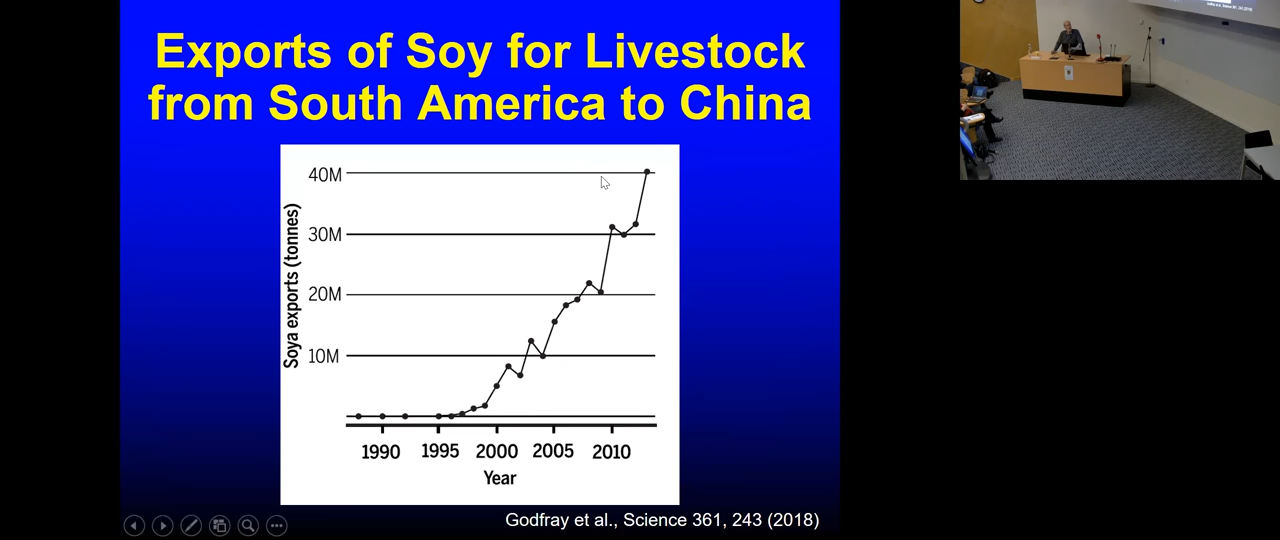 Exports of Soy for Livestock
from South America to China
Soya exports (tonnes)
40M
30M
20M
10M
1990 1995 2000 2005 2010
Year
Godfray et al., Science 361, 243 (2018)